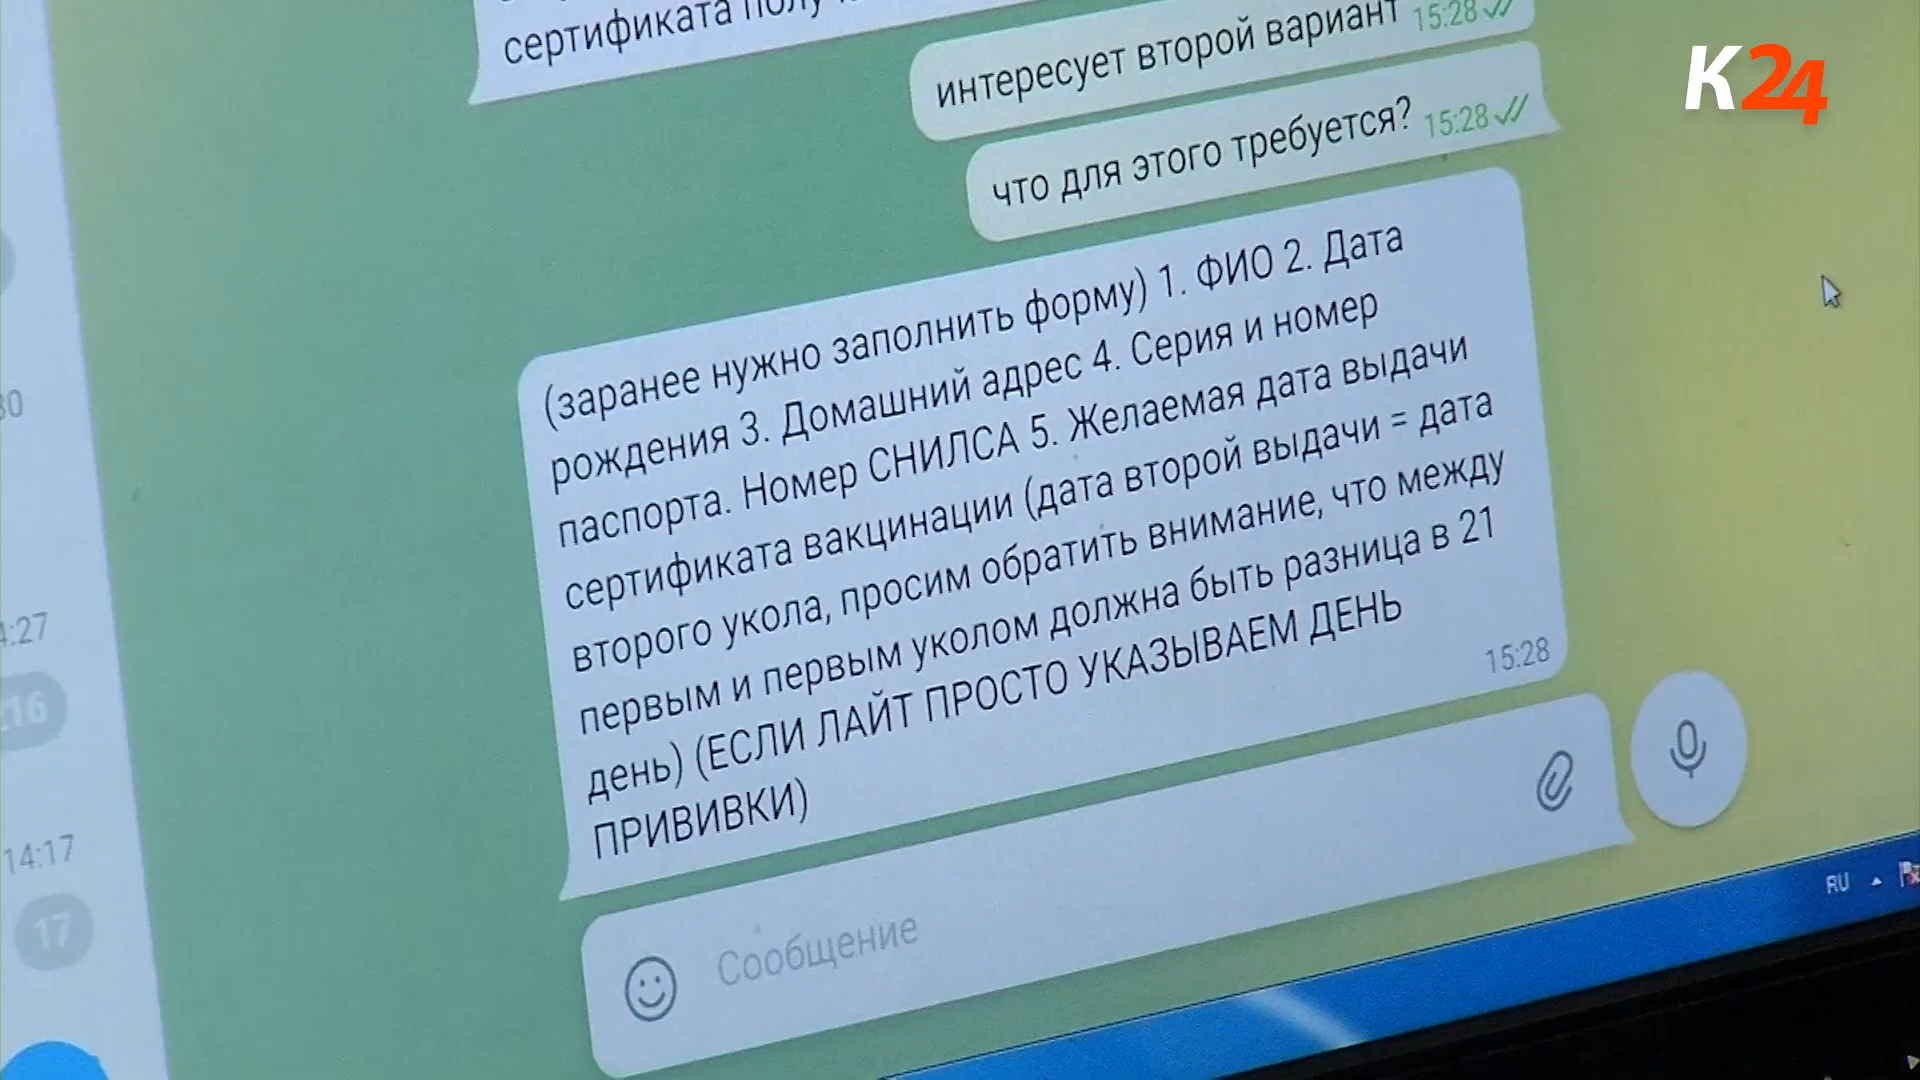 сертификата
интересует второй вариант 15:28
K24
что для этого требуется? 15:28
(заранее нужно заполнить форму) 1. ФИО 2. Дата
рождения 3. Домашний адрес 4. Серия и номер
паспорта. Номер СНИЛСА 5. Желаемая дата выдачи
сертификата вакцинации (дата второй выдачи = дата
второго укола, просим обратить внимание, что между
первым и первым уколом должна быть разница в 21
день) (ЕСЛИ ЛАЙТ ПРОСТО УКАЗЫВАЕМ ДЕНЬ
ПРИВИВКИ)
15:28
14:17
17
Сообщение
RU